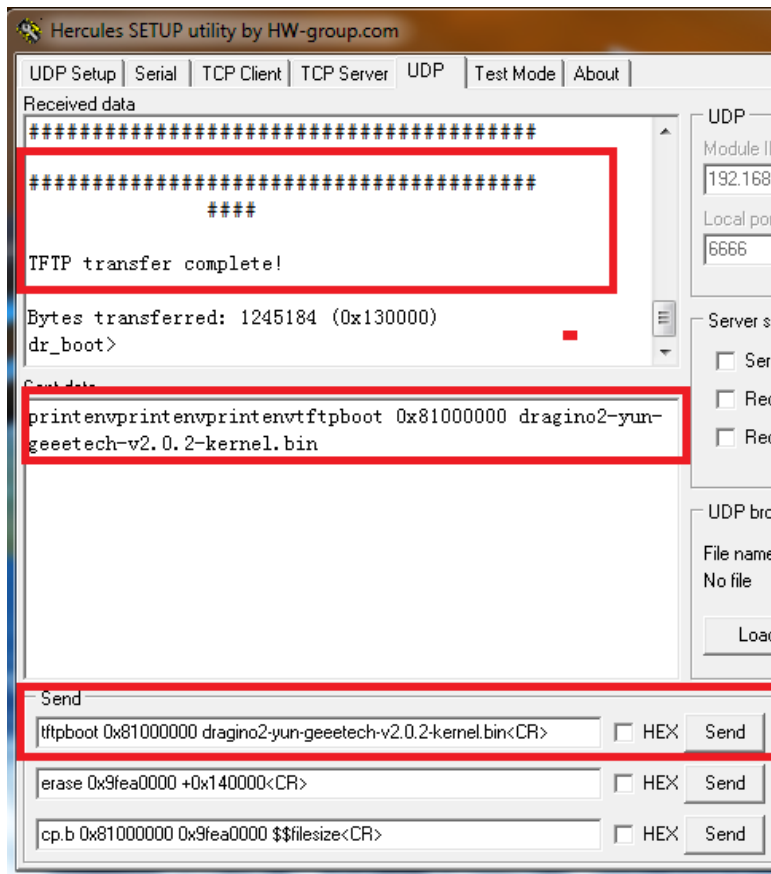 Hercules SETUP utility by HW-group.com
UDP Setup Serial TCP Client TCP Server UDP Test Mode About
Received data
########################################
########################################
####
TFTP transfer complete!
Bytes transferred: 1245184 (0x130000)
dr_boot>
Sent data
printenvprintenvprintenvtftpboot 0x81000000 dragino2-yun-
geeetech-v2.0.2-kernel.bin
UDP
Module I
192.168
Local po
6666
Server s
Ser
Rec
Rec
UDP bro
File name
No file
Load
Send
tftpboot 0x81000000 dragino2-yun-geeetech-v2.0.2-kernel.bin<CR> HEX Send
erase 0x9fea0000 +0x140000<CR> HEX Send
cp.b 0x81000000 0x9fea0000 $$filesize<CR> HEX Send